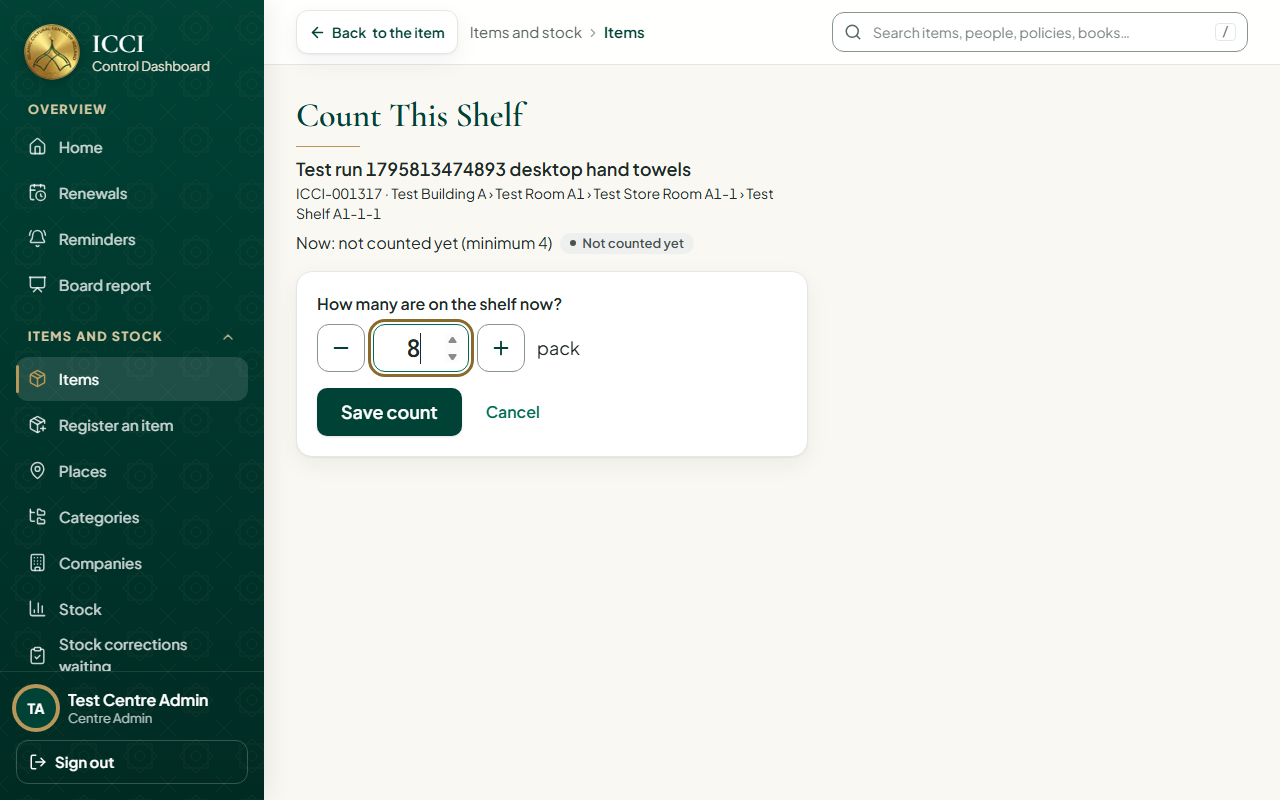 ICCI
Control Dashboard
OVERVIEW
Home
Renewals
Reminders
Board report
ITEMS AND STOCK
Items
Register an item
Places
Categories
Companies
Stock
Stock corrections
waiting
TA
Test Centre Admin
Centre Admin
Sign out
Back to the item
Items and stock › Items
Search items, people, policies, books…
/
Count This Shelf
Test run 1795813474893 desktop hand towels
ICCI-001317 · Test Building A › Test Room A1 › Test Store Room A1-1 › Test
Shelf A1-1-1
Now: not counted yet (minimum 4)
Not counted yet
How many are on the shelf now?
− 8 + pack
Save count
Cancel